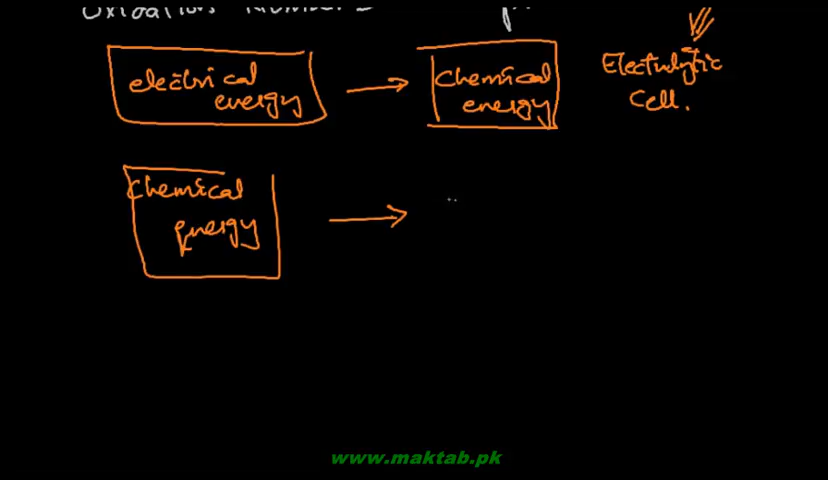 electrical
energy
→
Chemical
energy
Electrolytic
Cell.
Chemical
energy
→
www.maktab.pk